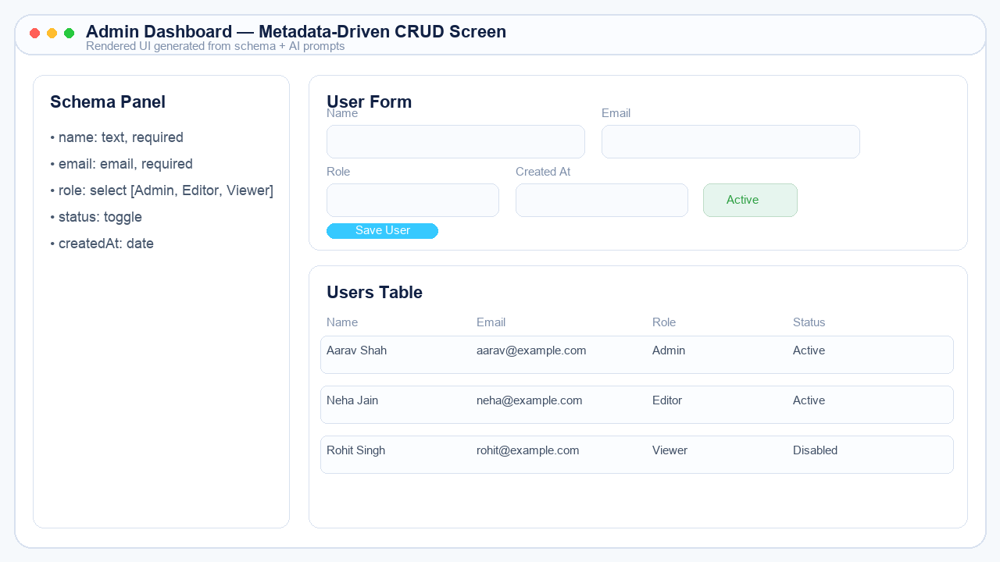 Admin Dashboard — Metadata-Driven CRUD Screen
Rendered UI generated from schema + AI prompts
Schema Panel
• name: text, required
• email: email, required
• role: select [Admin, Editor, Viewer]
• status: toggle
• createdAt: date
User Form
Name Email
Role Created At
Active
Save User
Users Table
Name Email Role Status
Aarav Shah aarav@example.com Admin Active
Neha Jain neha@example.com Editor Active
Rohit Singh rohit@example.com Viewer Disabled